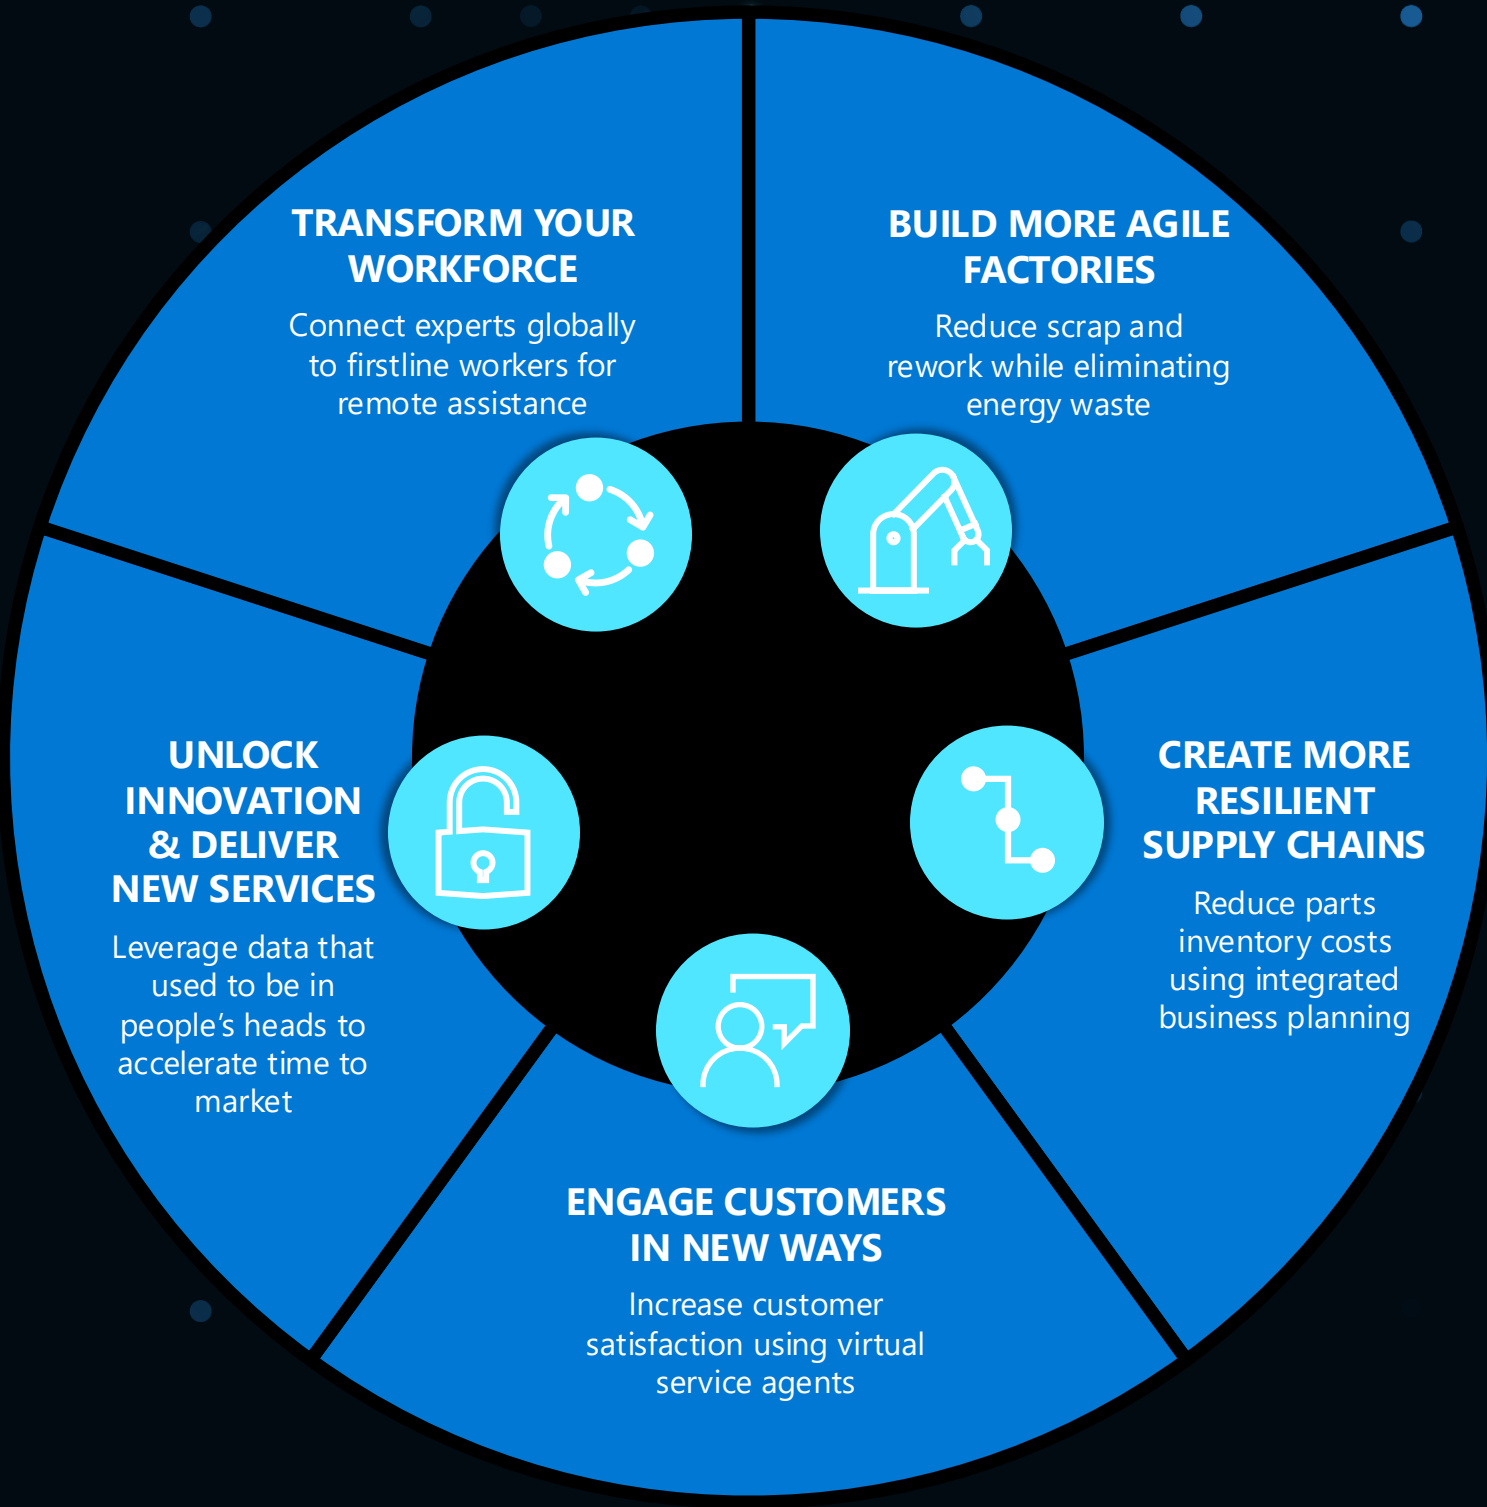 TRANSFORM YOUR
WORKFORCE
Connect experts globally
to firstline workers for
remote assistance
BUILD MORE AGILE
FACTORIES
Reduce scrap and
rework while eliminating
energy waste
UNLOCK
INNOVATION
& DELIVER
NEW SERVICES
Leverage data that
used to be in
people’s heads to
accelerate time to
market
CREATE MORE
RESILIENT
SUPPLY CHAINS
Reduce parts
inventory costs
using integrated
business planning
ENGAGE CUSTOMERS
IN NEW WAYS
Increase customer
satisfaction using virtual
service agents